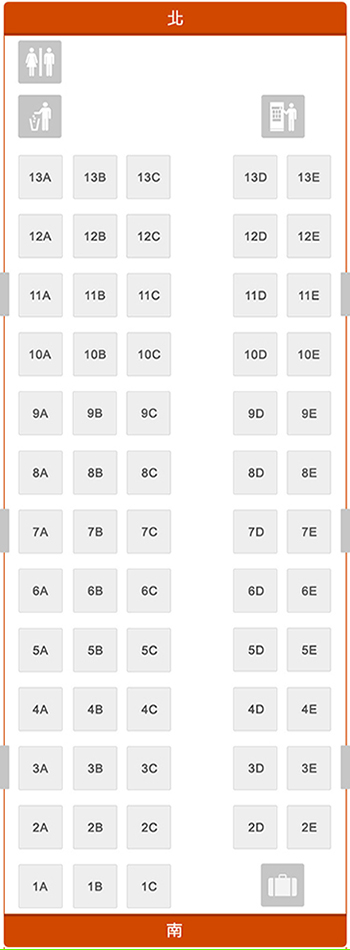 北
13A 13B 13C 13D 13E
12A 12B 12C 12D 12E
11A 11B 11C 11D 11E
10A 10B 10C 10D 10E
9A 9B 9C 9D 9E
8A 8B 8C 8D 8E
7A 7B 7C 7D 7E
6A 6B 6C 6D 6E
5A 5B 5C 5D 5E
4A 4B 4C 4D 4E
3A 3B 3C 3D 3E
2A 2B 2C 2D 2E
1A 1B 1C
南